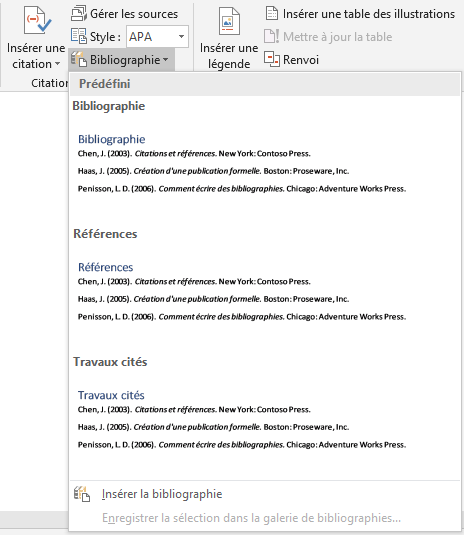 Gérer les sources
Style : APA
Insérer une citation
Bibliographie
Citation
Insérer une légende
Insérer une table des illustrations
Mettre à jour la table
Renvoi
Prédéfini
Bibliographie
Bibliographie
Chen, J. (2003). Citations et références. New York: Contoso Press.
Haas, J. (2005). Création d'une publication formelle. Boston: Proseware, Inc.
Penisson, L. D. (2006). Comment écrire des bibliographies. Chicago: Adventure Works Press.
Références
Références
Chen, J. (2003). Citations et références. New York: Contoso Press.
Haas, J. (2005). Création d'une publication formelle. Boston: Proseware, Inc.
Penisson, L. D. (2006). Comment écrire des bibliographies. Chicago: Adventure Works Press.
Travaux cités
Travaux cités
Chen, J. (2003). Citations et références. New York: Contoso Press.
Haas, J. (2005). Création d'une publication formelle. Boston: Proseware, Inc.
Penisson, L. D. (2006). Comment écrire des bibliographies. Chicago: Adventure Works Press.
Insérer la bibliographie
Enregistrer la sélection dans la galerie de bibliographies...